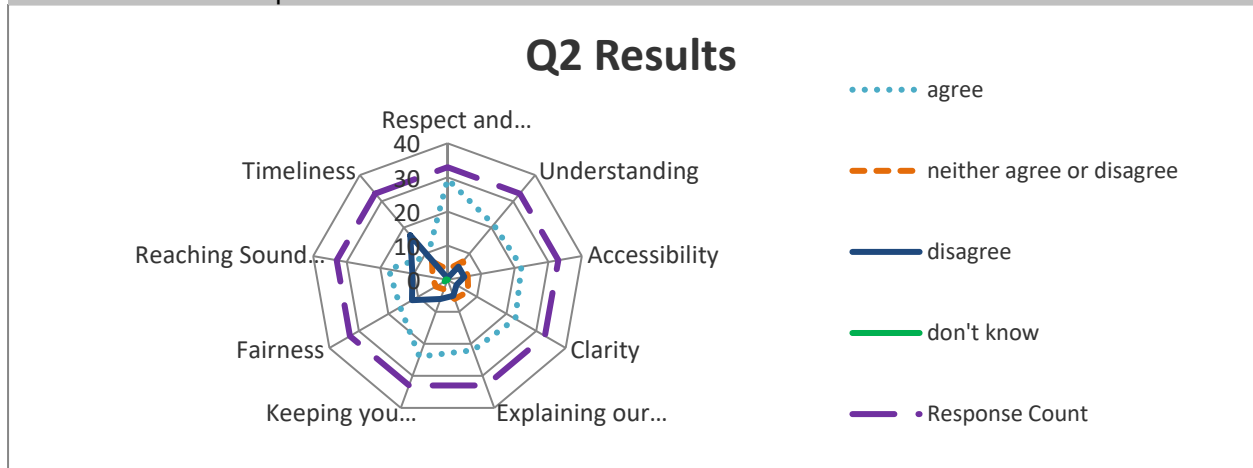 Q2 Results
Respect and...
Understanding
Accessibility
Clarity
Explaining our...
Keeping you...
Fairness
Reaching Sound...
Timeliness
40
30
20
10
0
agree
neither agree or disagree
disagree
don't know
Response Count